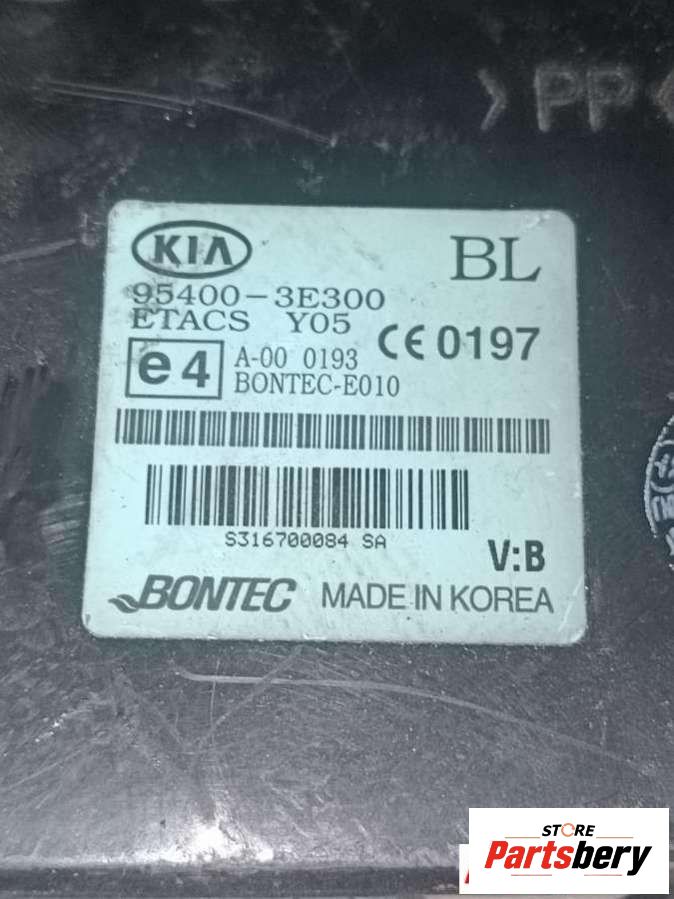 >PP<
KIA
BL
95400-3E300
ETACS Y05
CE 0197
e4
A-00 0193
BONTEC-E010
S316700084 SA
V:B
BONTEC MADE IN KOREA
STORE
Partsbery